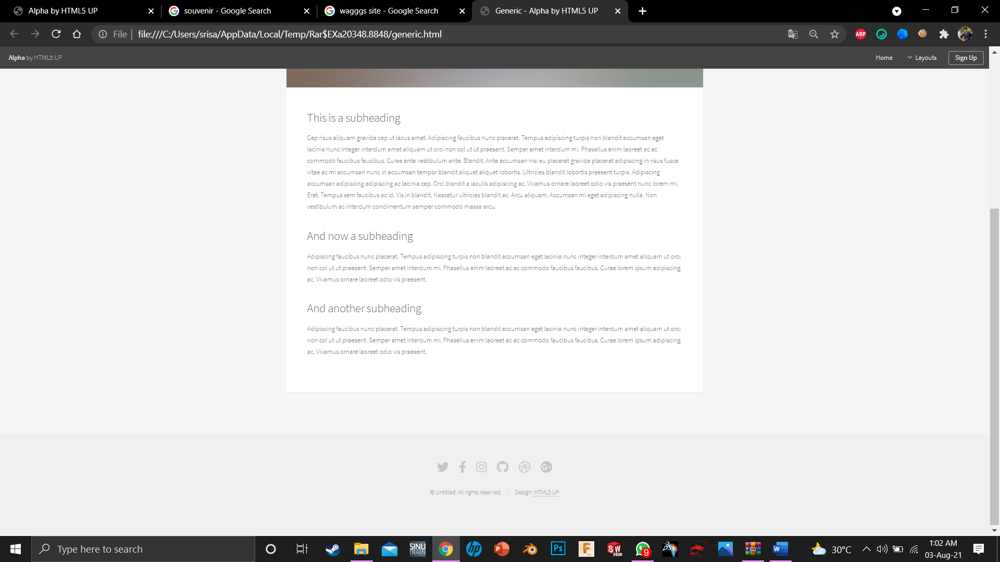 Alpha by HTML5 UP
souvenir - Google Search
wagggs site - Google Search
Generic - Alpha by HTML5 UP
File
file:///C:/Users/srisa/AppData/Local/Temp/Rar$EXa20348.8848/generic.html
ABP
Alpha by HTML5 UP
Home
Layouts
Sign Up
This is a subheading
Cep risus aliquam gravida cep ut lacus amet. Adipiscing faucibus nunc placerat. Tempus adipiscing turpis non blandit accumsan eget
lacinia nunc integer interdum amet aliquam ut orci non col ut ut praesent. Semper amet interdum mi. Phasellus enim laoreet ac ac
commodo faucibus faucibus. Curae ante vestibulum ante. Blandit. Ante accumsan nisi eu placerat gravida placerat adipiscing in risus fusce
vitae ac mi accumsan nunc in accumsan tempor blandit aliquet aliquet lobortis. Ultricies blandit lobortis praesent turpis. Adipiscing
accumsan adipiscing adipiscing ac lacinia cep. Orci blandit a iaculis adipiscing ac. Vivamus ornare laoreet odio vis praesent nunc lorem mi.
Erat. Tempus sem faucibus ac id. Vis in blandit. Nascetur ultricies blandit ac. Arcu aliquam. Accumsan mi eget adipiscing nulla. Non
vestibulum ac interdum condimentum semper commodo massa arcu.
And now a subheading
Adipiscing faucibus nunc placerat. Tempus adipiscing turpis non blandit accumsan eget lacinia nunc integer interdum amet aliquam ut orci
non col ut ut praesent. Semper amet interdum mi. Phasellus enim laoreet ac ac commodo faucibus faucibus. Curae lorem ipsum adipiscing
ac. Vivamus ornare laoreet odio vis praesent.
And another subheading
Adipiscing faucibus nunc placerat. Tempus adipiscing turpis non blandit accumsan eget lacinia nunc integer interdum amet aliquam ut orci
non col ut ut praesent. Semper amet interdum mi. Phasellus enim laoreet ac ac commodo faucibus faucibus. Curae lorem ipsum adipiscing
ac. Vivamus ornare laoreet odio vis praesent.
© Untitled. All rights reserved.
Design: HTML5 UP
Type here to search
SINU TRAIN
hp
P
Ps
F
SW 2020
9
W
30°C
1:02 AM
03-Aug-21